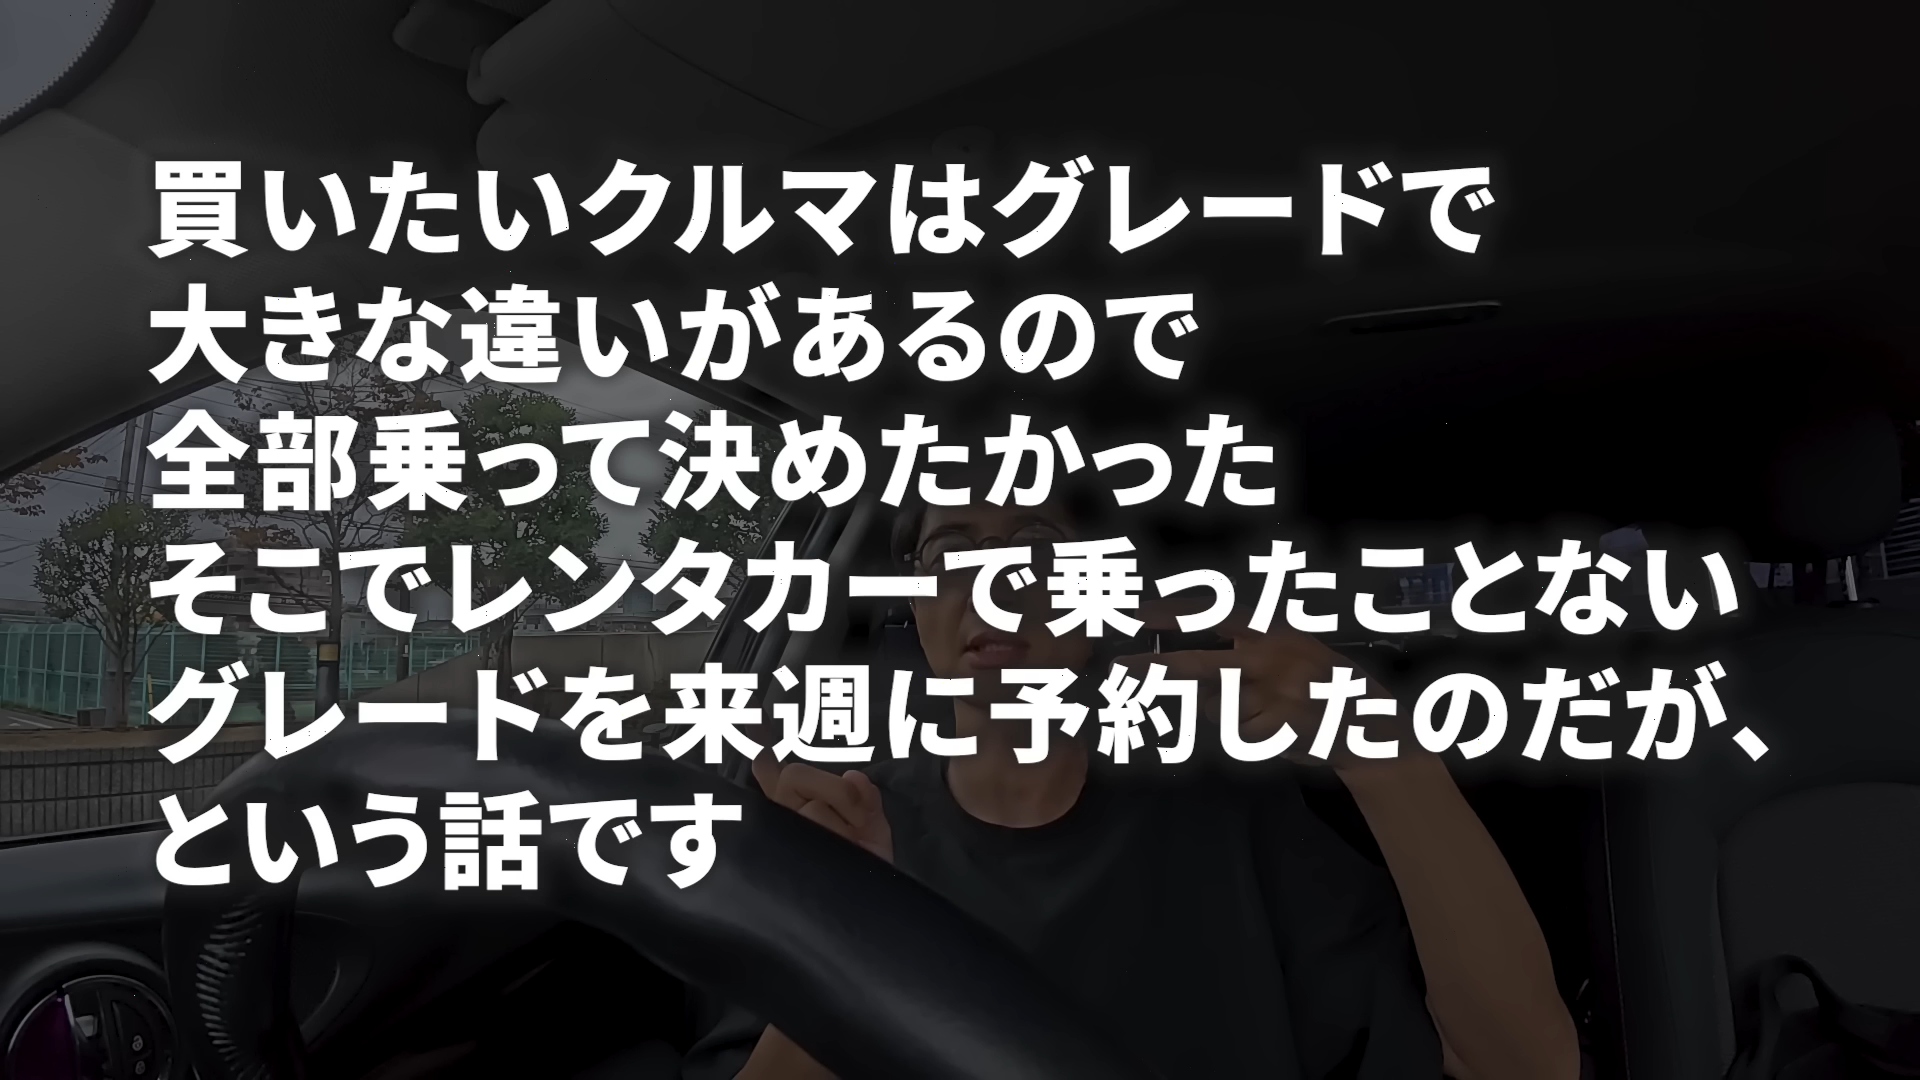 買いたいクルマはグレードで
大きな違いがあるので
全部乗って決めたかった
そこでレンタカーで乗ったことない
グレードを来週に予約したのだが、
という話です